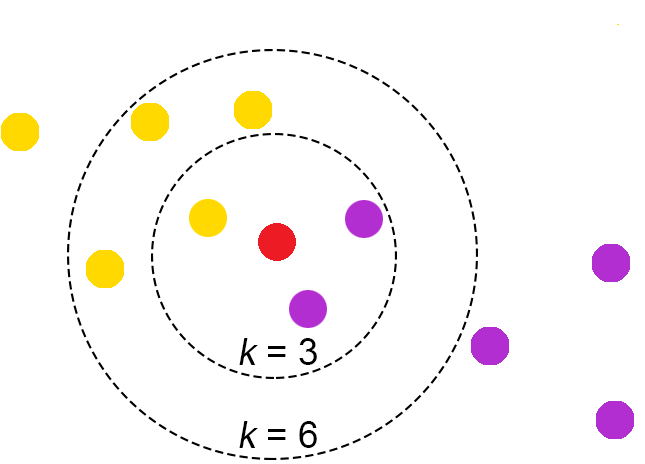 k = 3
k = 6